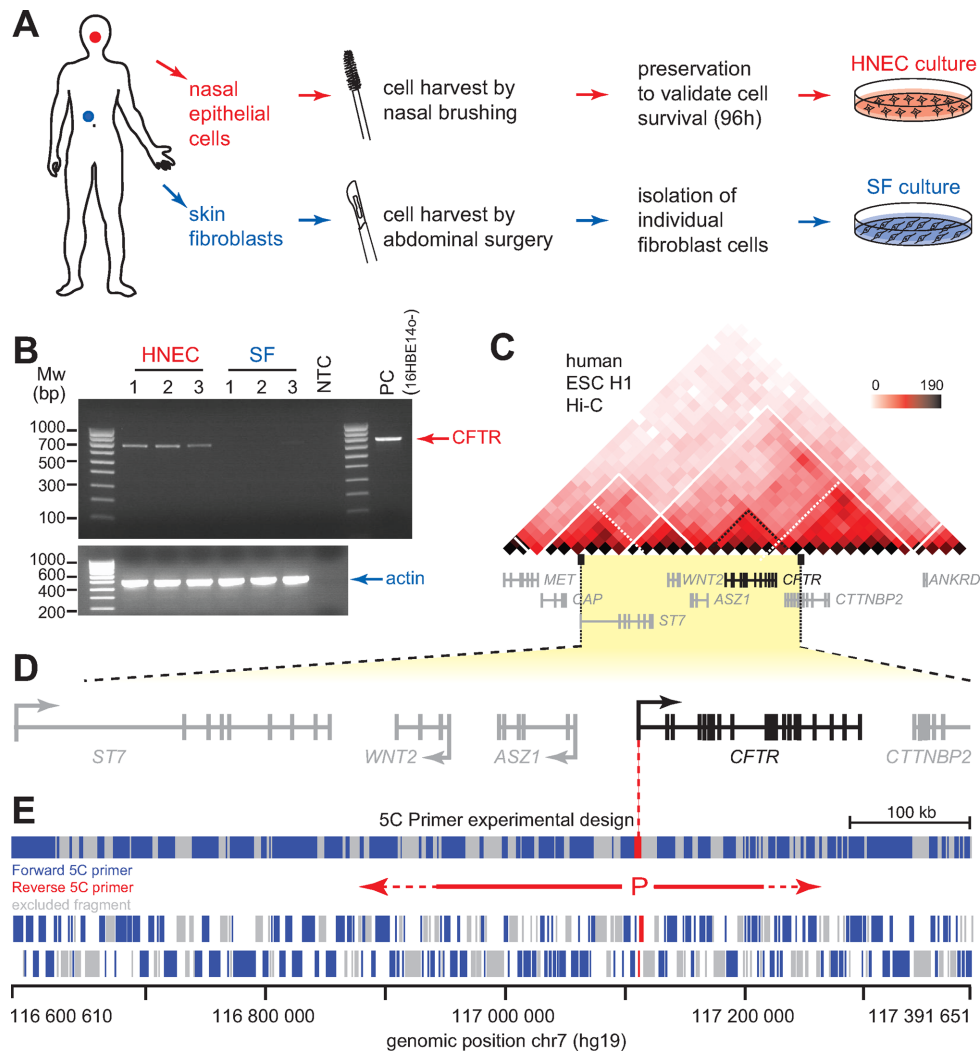 A
nasal
epithelial
cells
cell harvest by
nasal brushing
preservation
to validate cell
survival (96h)
HNEC culture
skin
fibroblasts
cell harvest by
abdominal surgery
isolation of
individual
fibroblast cells
SF culture
B
Mw
(bp)
HNEC
SF
1 2 3 1 2 3
NTC
PC
(16HBE14o-)
1000
700
500
300
100
CFTR
1000
600
400
200
actin
C
human
ESC H1
Hi-C
0 190
MET
CAP
ST7
WNT2
ASZ1
CFTR
CTTNBP2
ANKRD
D
ST7
WNT2
ASZ1
CFTR
CTTNBP2
E
5C Primer experimental design
100 kb
Forward 5C primer
Reverse 5C primer
excluded fragment
P
116 600 610 116 800 000 117 000 000 117 200 000 117 391 651
genomic position chr7 (hg19)